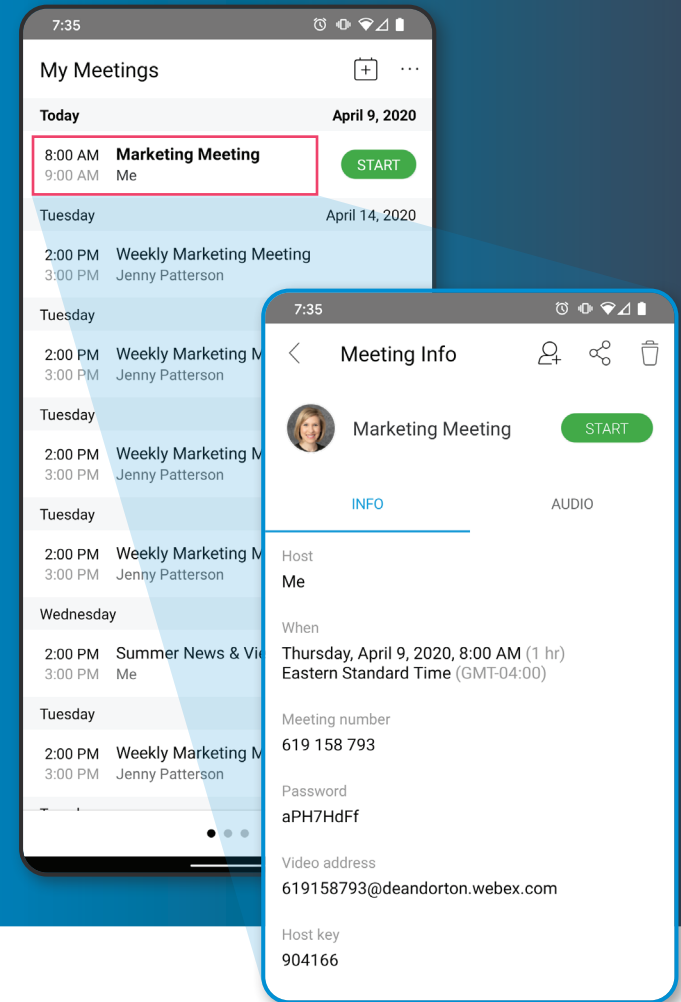 7:35
My Meetings
Today April 9, 2020
8:00 AM Marketing Meeting
9:00 AM Me
START
Tuesday April 14, 2020
2:00 PM Weekly Marketing Meeting
3:00 PM Jenny Patterson
Tuesday
2:00 PM Weekly Marketing M
3:00 PM Jenny Patterson
Tuesday
2:00 PM Weekly Marketing M
3:00 PM Jenny Patterson
Tuesday
2:00 PM Weekly Marketing M
3:00 PM Jenny Patterson
Wednesday
2:00 PM Summer News & Vie
3:00 PM Me
Tuesday
2:00 PM Weekly Marketing M
3:00 PM Jenny Patterson
7:35
Meeting Info
Marketing Meeting START
INFO AUDIO
Host
Me
When
Thursday, April 9, 2020, 8:00 AM (1 hr)
Eastern Standard Time (GMT-04:00)
Meeting number
619 158 793
Password
aPH7HdFf
Video address
619158793@deandorton.webex.com
Host key
904166